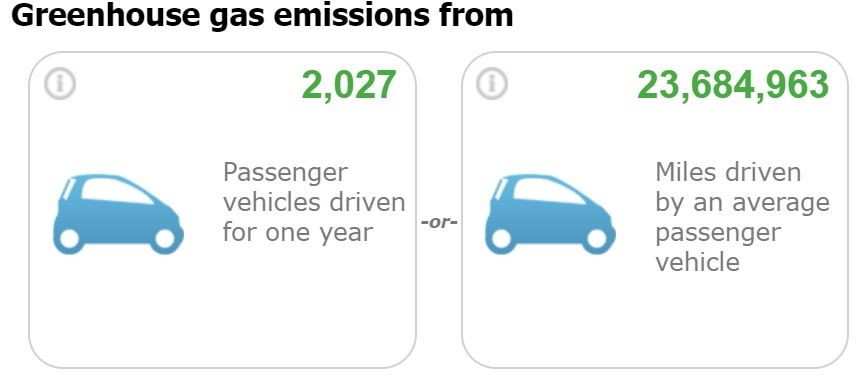 Greenhouse gas emissions from
2,027
Passenger
vehicles driven
for one year
-or-
23,684,963
Miles driven
by an average
passenger
vehicle